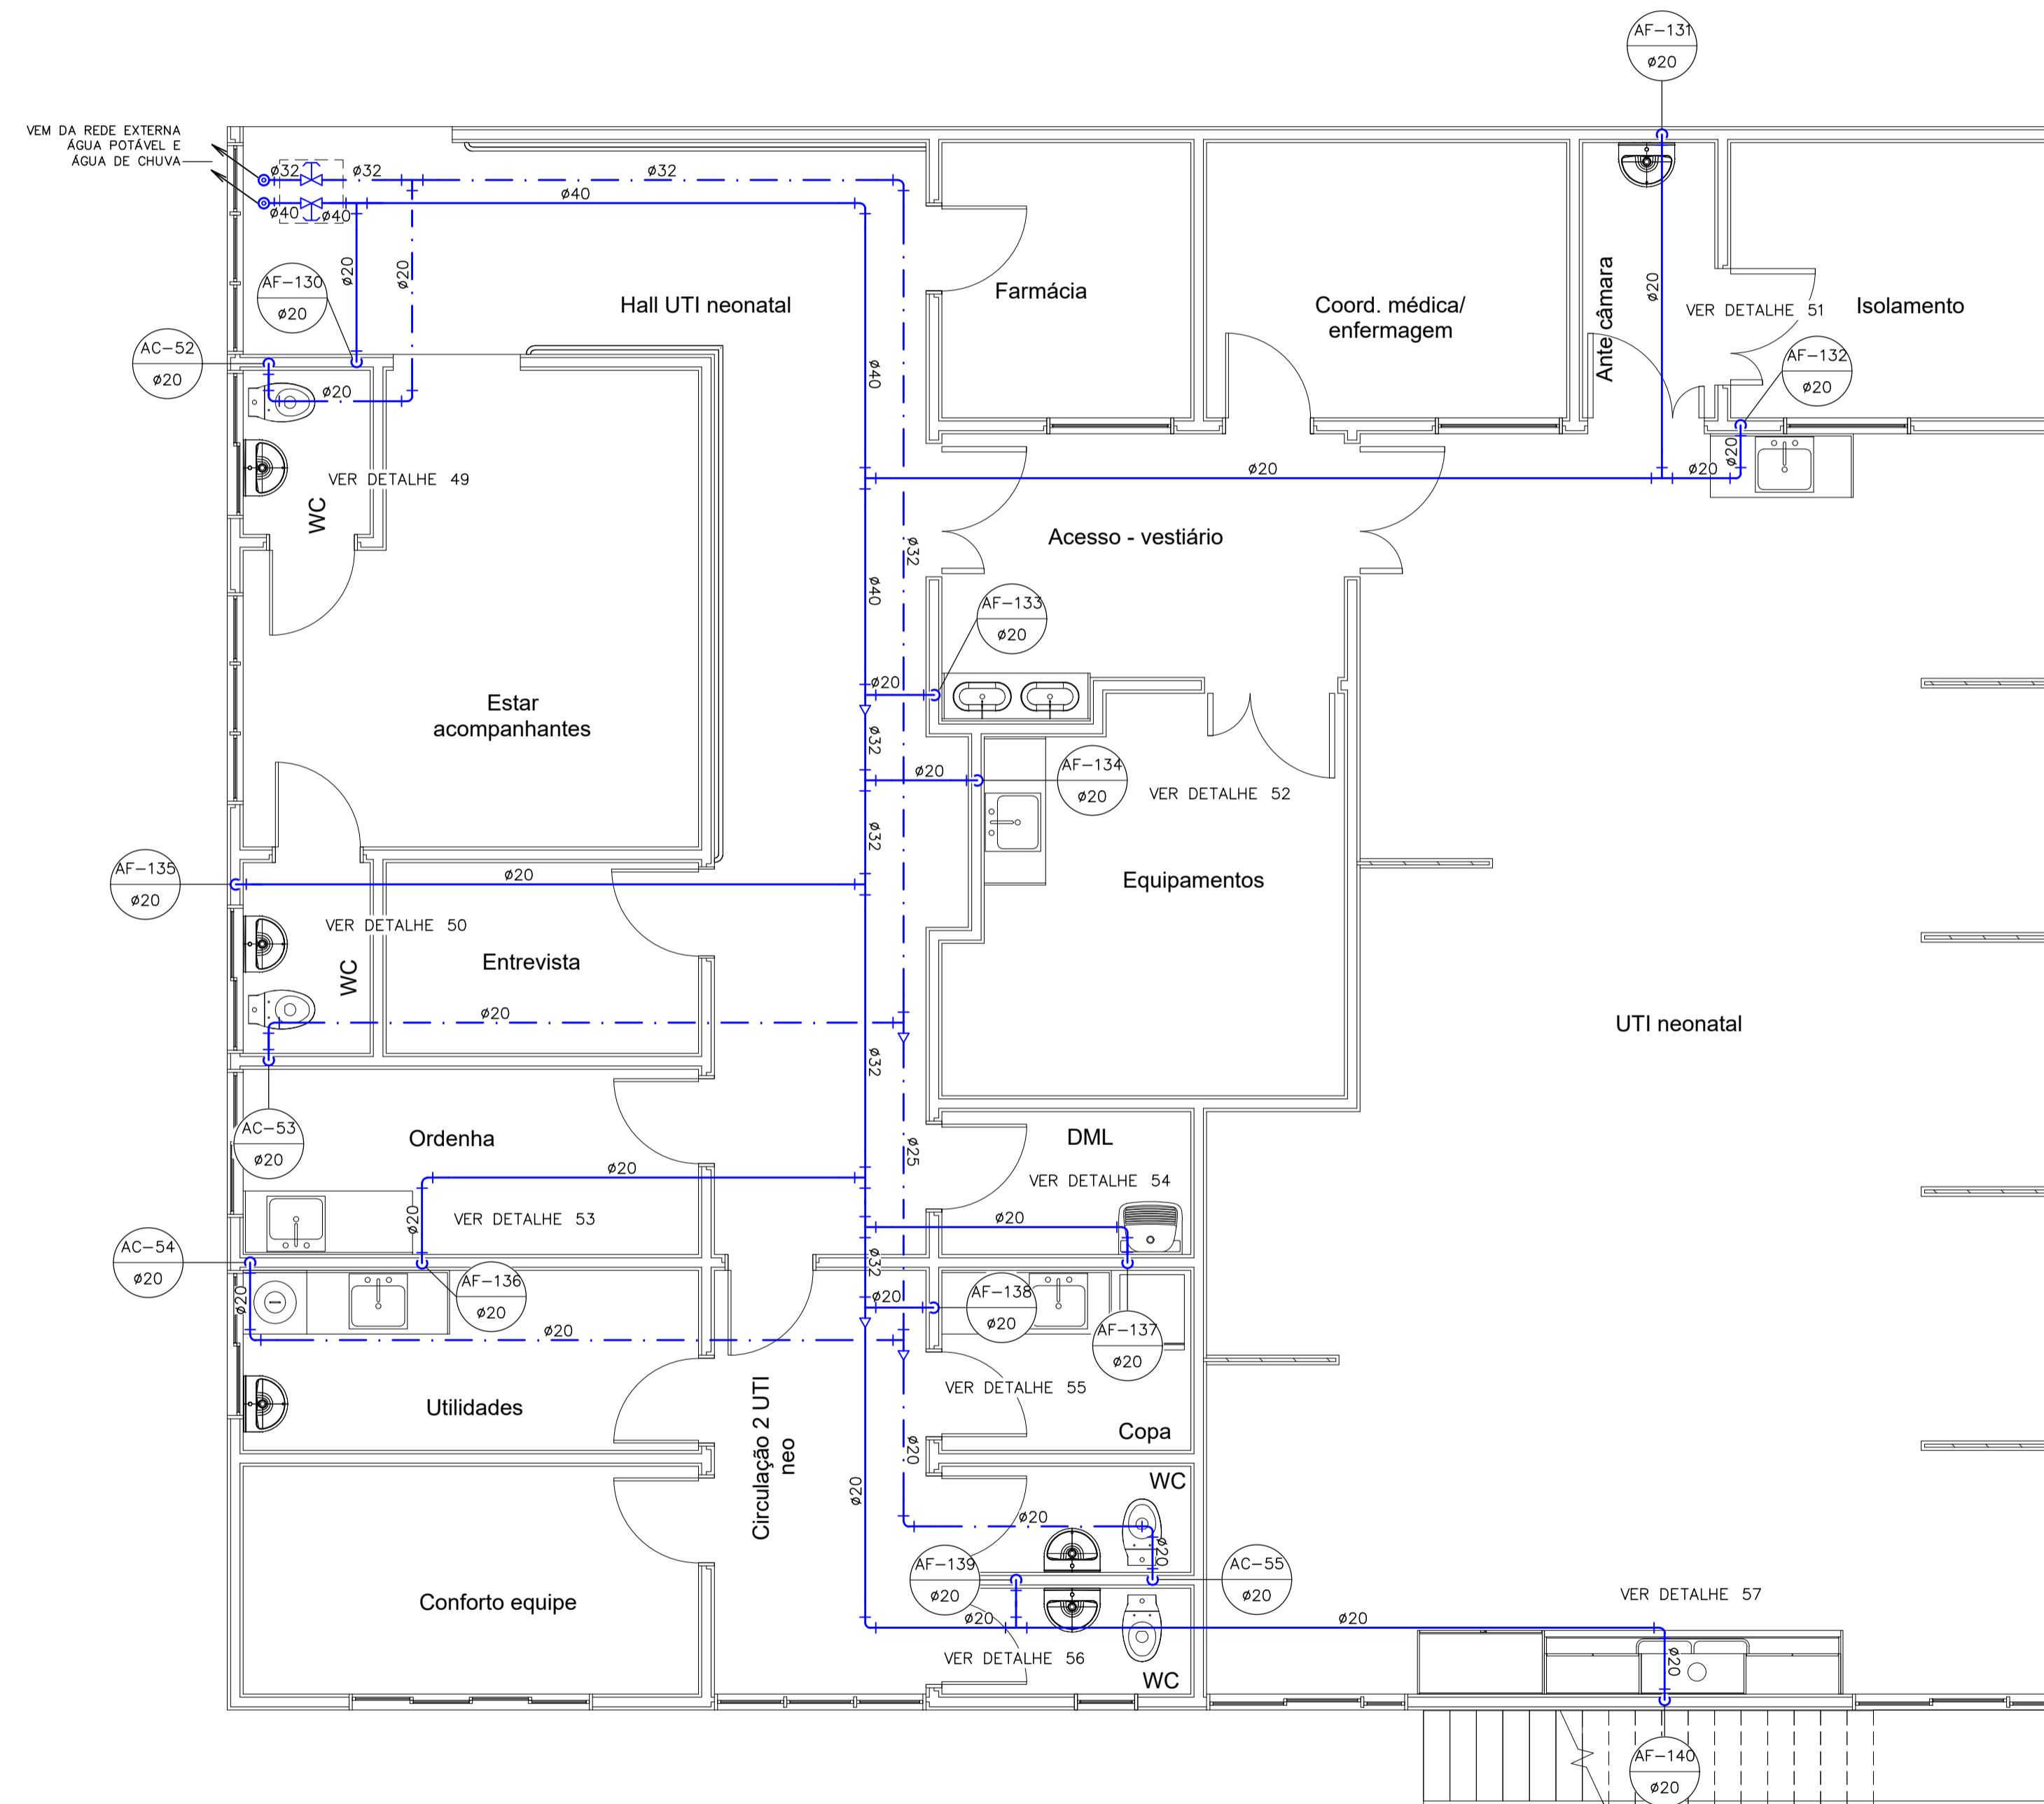 AF-131
ø20
VEM DA REDE EXTERNA
ÁGUA POTÁVEL E
ÁGUA DE CHUVA
ø32
ø32
ø32
ø40
ø40
ø40
ø20
ø20
AF-130
ø20
AC-52
ø20
ø20
Hall UTI neonatal
Farmácia
Coord. médica/
enfermagem
Ante câmara
ø20
VER DETALHE 51
Isolamento
AF-132
ø20
ø40
ø20
ø20
ø20
VER DETALHE 49
WC
ø32
Acesso - vestiário
ø40
AF-133
ø20
ø20
Estar
acompanhantes
ø32
ø20
AF-134
ø20
VER DETALHE 52
ø32
AF-135
ø20
ø20
Equipamentos
VER DETALHE 50
WC
Entrevista
ø20
UTI neonatal
ø32
AC-53
ø20
Ordenha
ø25
DML
VER DETALHE 54
ø20
ø20
VER DETALHE 53
ø20
AC-54
ø20
ø20
AF-136
ø20
ø32
ø20
AF-138
ø20
AF-137
ø20
ø20
VER DETALHE 55
Utilidades
Circulação 2 UTI
neo
Copa
ø20
ø20
WC
ø20
ø20
AF-139
ø20
AC-55
ø20
Conforto equipe
ø20
ø20
VER DETALHE 57
VER DETALHE 56
WC
ø20
AF-140
ø20